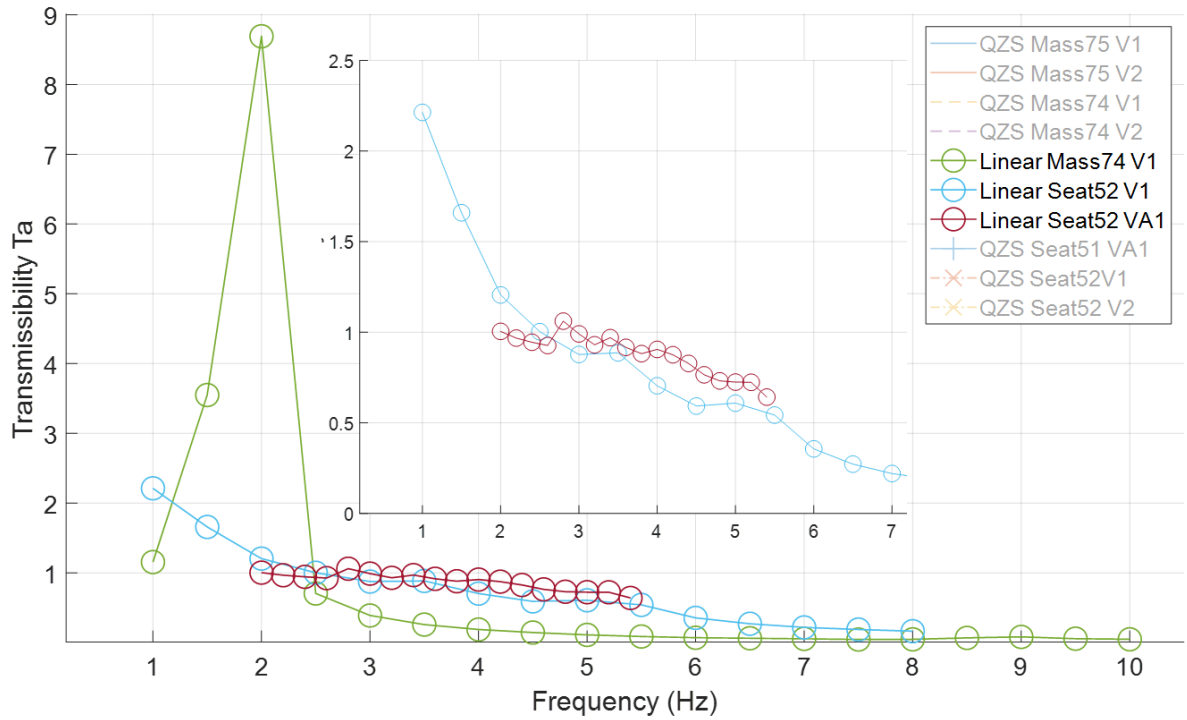 9
8
7
6
5
4
3
2
1
Transmissibility Ta
2.5
2
1.5
1
0.5
0
1 2 3 4 5 6 7
QZS Mass75 V1
QZS Mass75 V2
QZS Mass74 V1
QZS Mass74 V2
Linear Mass74 V1
Linear Seat52 V1
Linear Seat52 VA1
QZS Seat51 VA1
QZS Seat52V1
QZS Seat52 V2
1 2 3 4 5 6 7 8 9 10
Frequency (Hz)